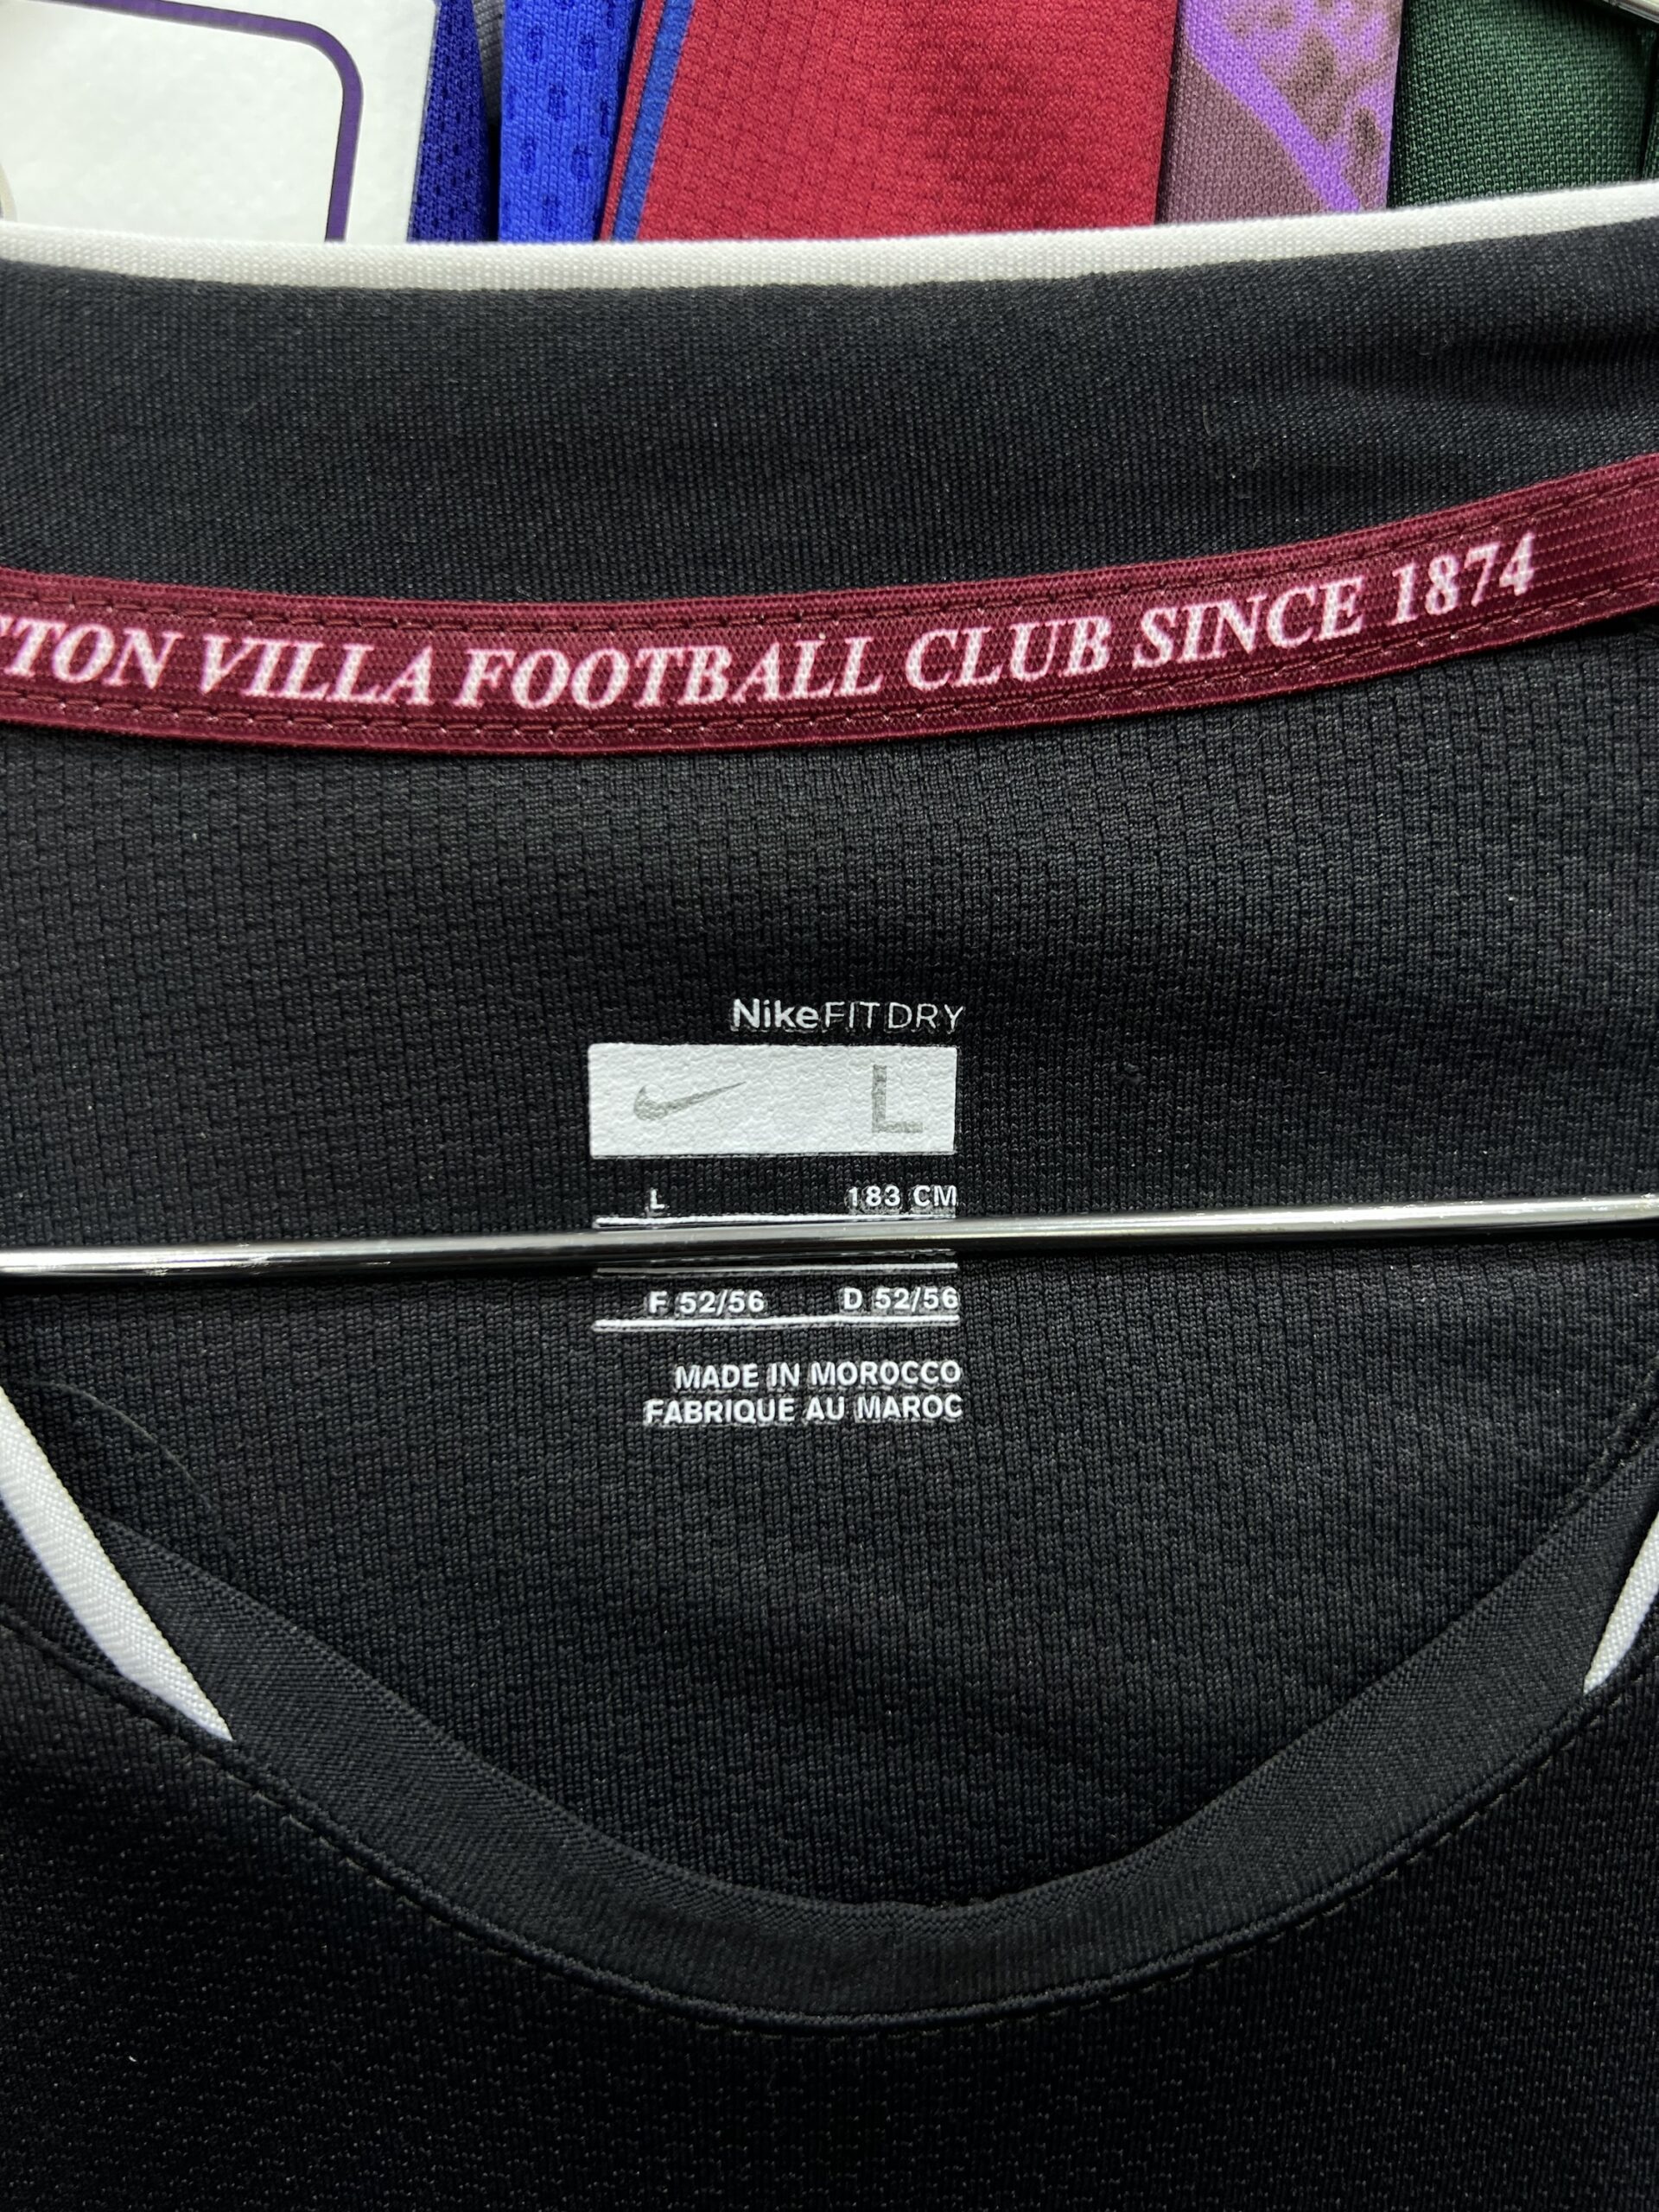 TON VILLA FOOTBALL CLUB SINCE 1874
NikeFITDRY
L
L 183 CM
F 52/56 D 52/56
MADE IN MOROCCO
FABRIQUE AU MAROC